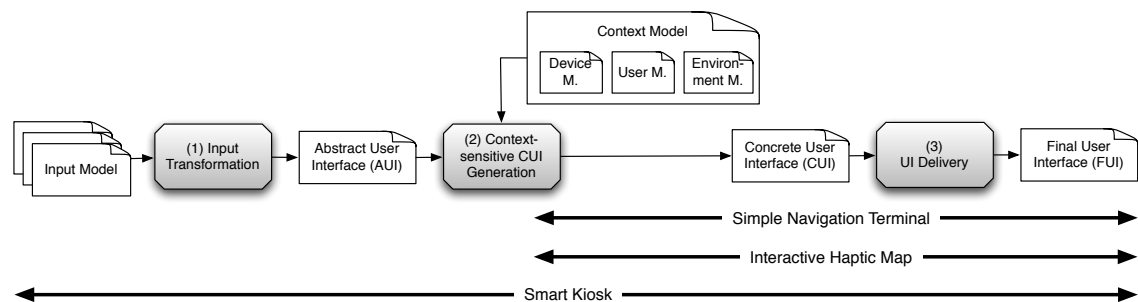 Context Model
Device
M.
User M.
Environ-
ment M.
Input Model
(1) Input
Transformation
Abstract User
Interface (AUI)
(2) Context-
sensitive CUI
Generation
Concrete User
Interface (CUI)
(3)
UI Delivery
Final User
Interface (FUI)
Simple Navigation Terminal
Interactive Haptic Map
Smart Kiosk